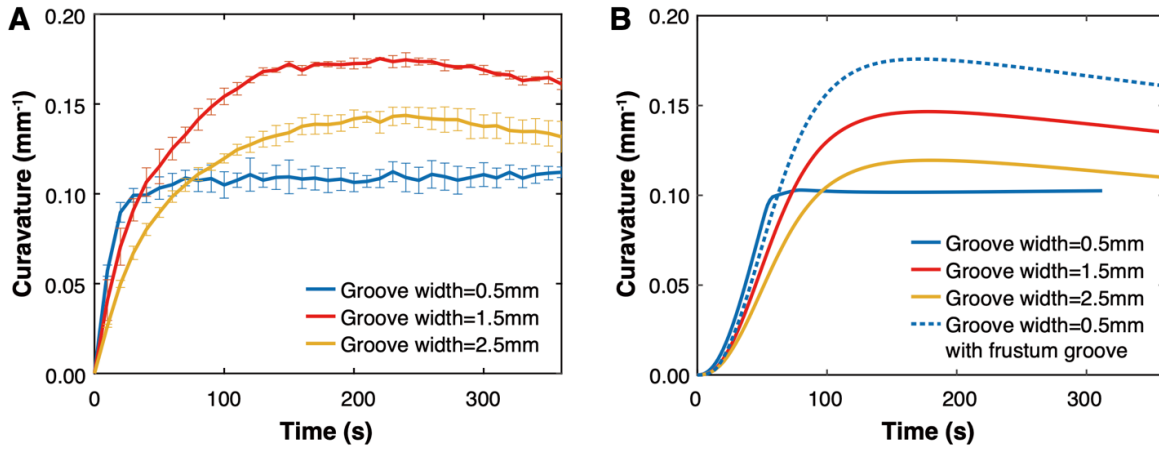 A
0.20
0.15
0.10
0.05
0.00
Curavature (mm⁻¹)
0
100
200
300
Time (s)
Groove width=0.5mm
Groove width=1.5mm
Groove width=2.5mm
B
0.20
0.15
0.10
0.05
0.00
Curavature (mm⁻¹)
0
100
200
300
Time (s)
Groove width=0.5mm
Groove width=1.5mm
Groove width=2.5mm
Groove width=0.5mm
with frustum groove